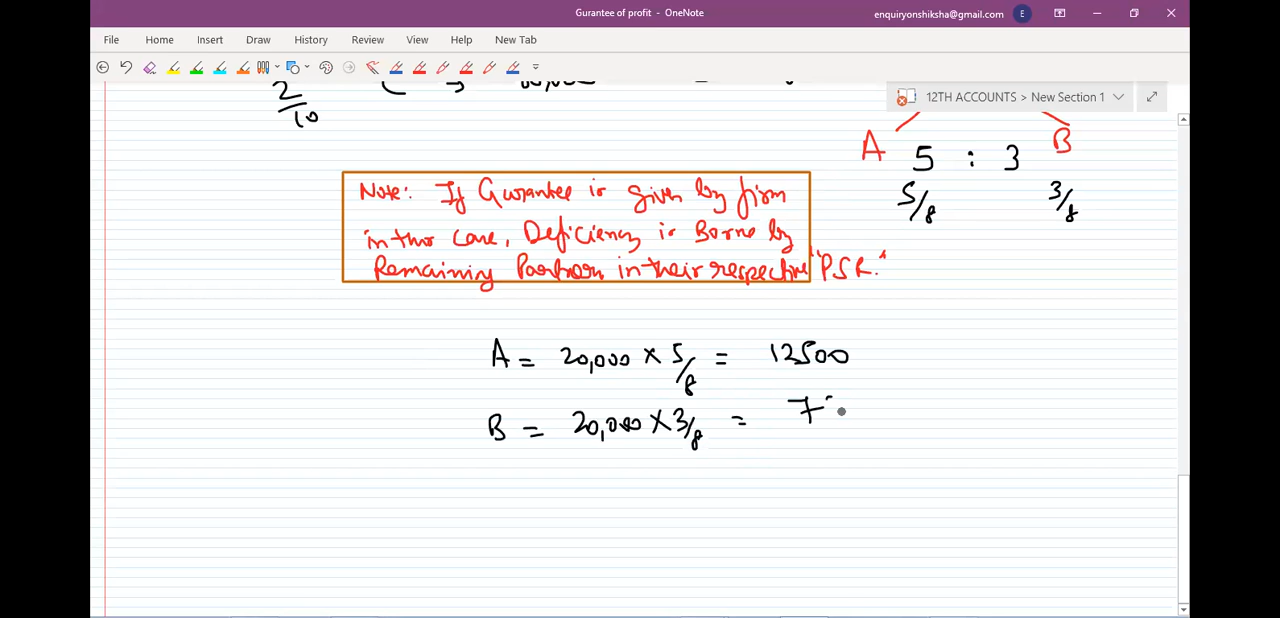 Gurantee of profit - OneNote
enquiryonshiksha@gmail.com E
File Home Insert Draw History Review View Help New Tab
12TH ACCOUNTS > New Section 1
2/10
A 5 : 3 B
5/8 3/8
Note: If Gurantee is given by firm
in this case, Deficiency is Borne by
Remaining Partners in their respective "PSR."
A = 20,000 × 5/8 = 12500
B = 20,000 × 3/8 = 7